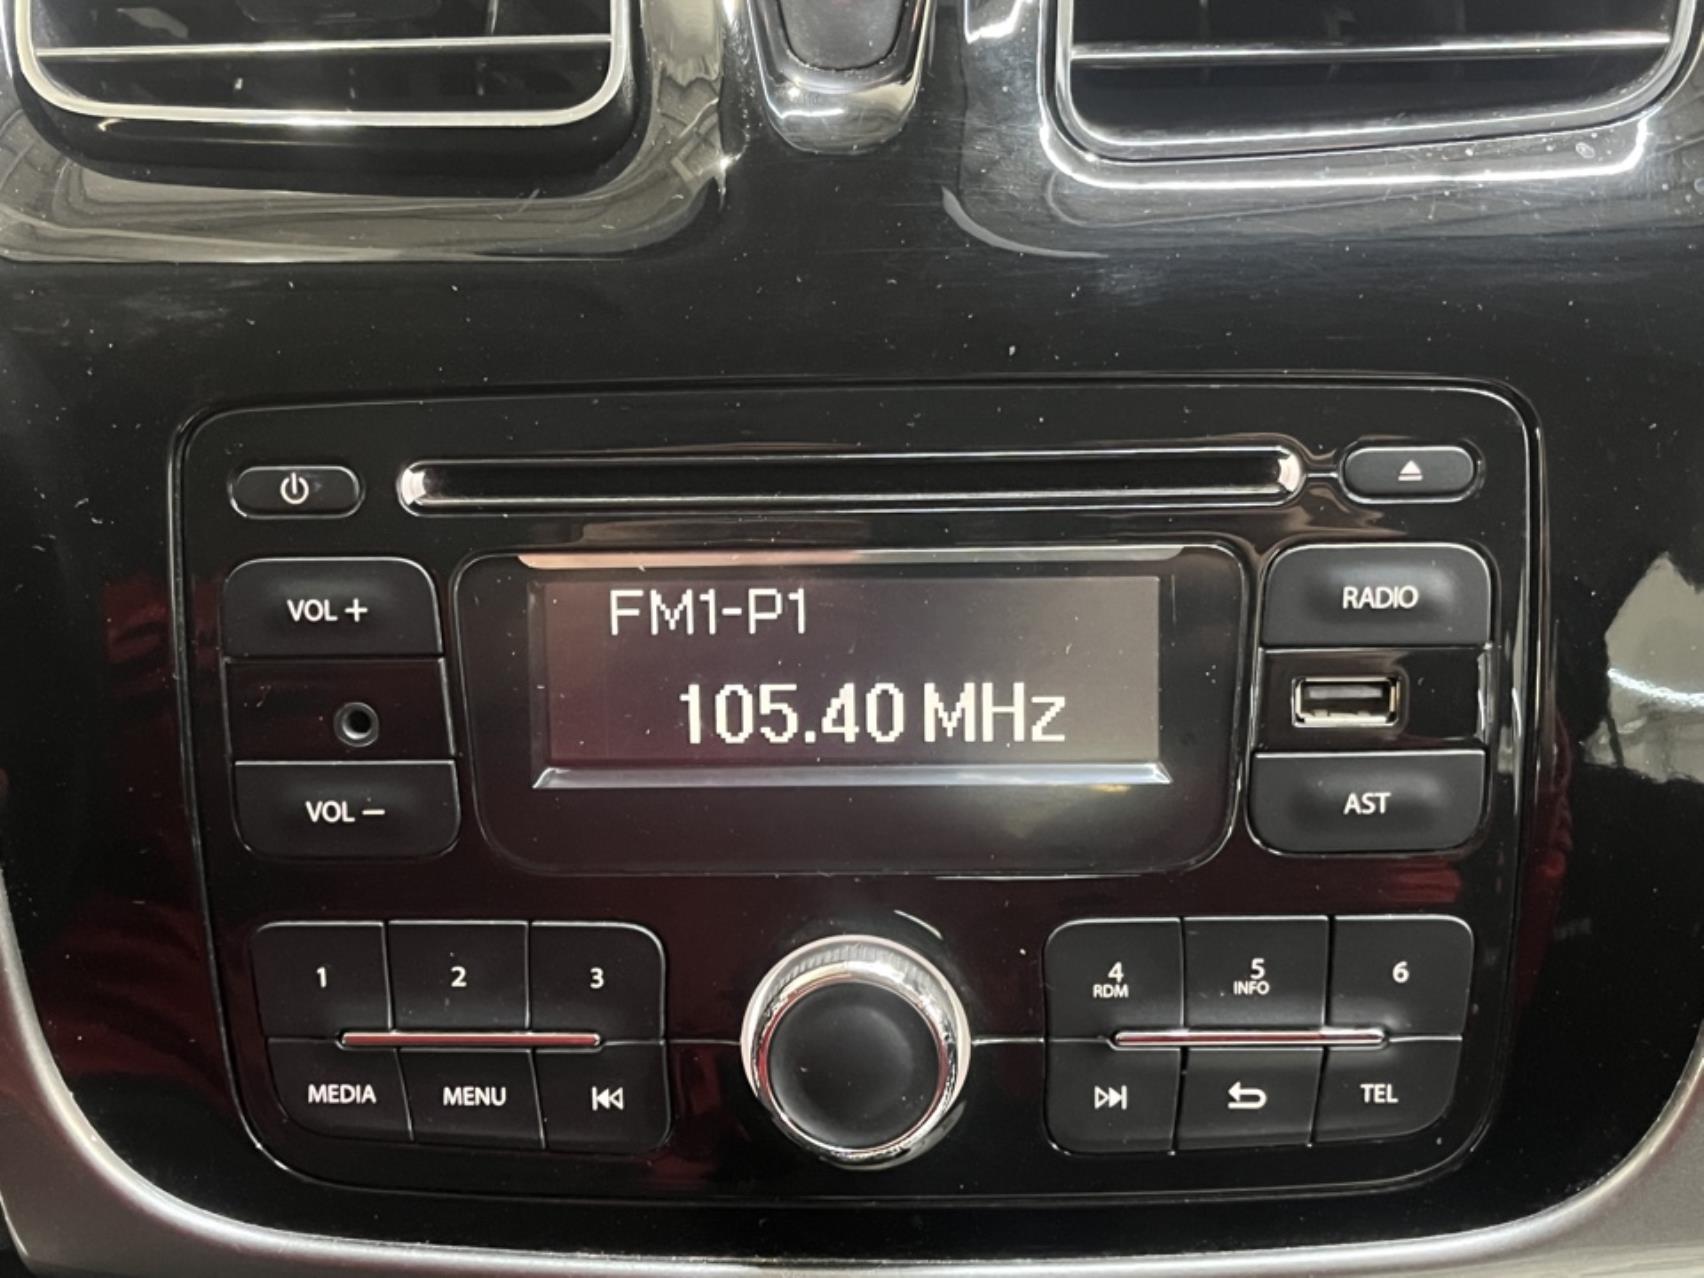 VOL +
FM1-P1
RADIO
105.40 MHz
VOL –
AST
1 2 3
4 5 6
RDM INFO
MEDIA MENU
TEL